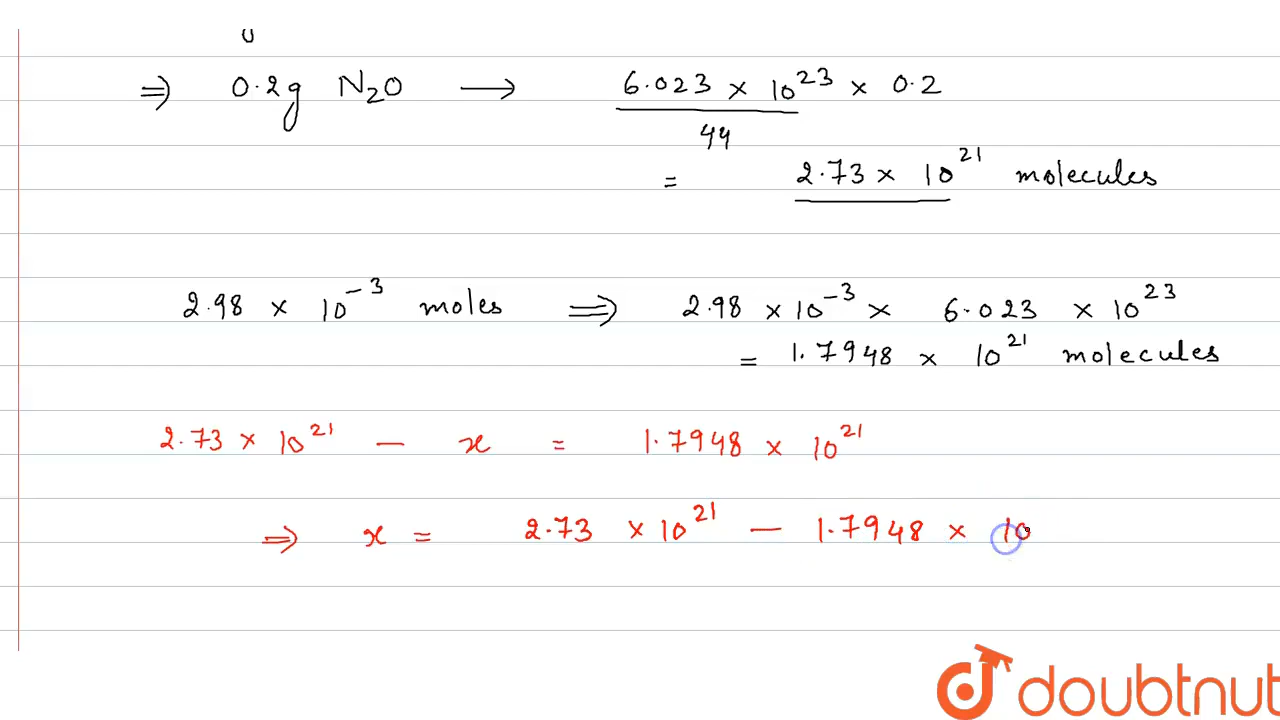 ⇒ 0.2g N₂O ⟶ 6.023 × 10²³ × 0.2
44
= 2.73 × 10²¹ molecules
2.98 × 10⁻³ moles ⟹ 2.98 × 10⁻³ × 6.023 × 10²³
= 1.7948 × 10²¹ molecules
2.73 × 10²¹ − x = 1.7948 × 10²¹
⇒ x = 2.73 × 10²¹ − 1.7948 × 10
doubtnut